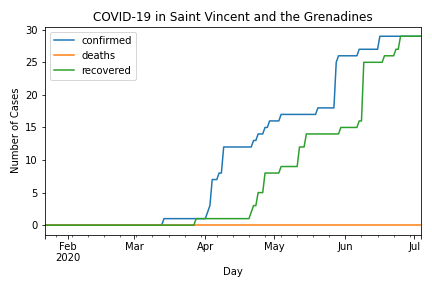 COVID-19 in Saint Vincent and the Grenadines
confirmed
deaths
recovered
Number of Cases
30
25
20
15
10
5
0
Feb Mar Apr May Jun Jul
2020
Day